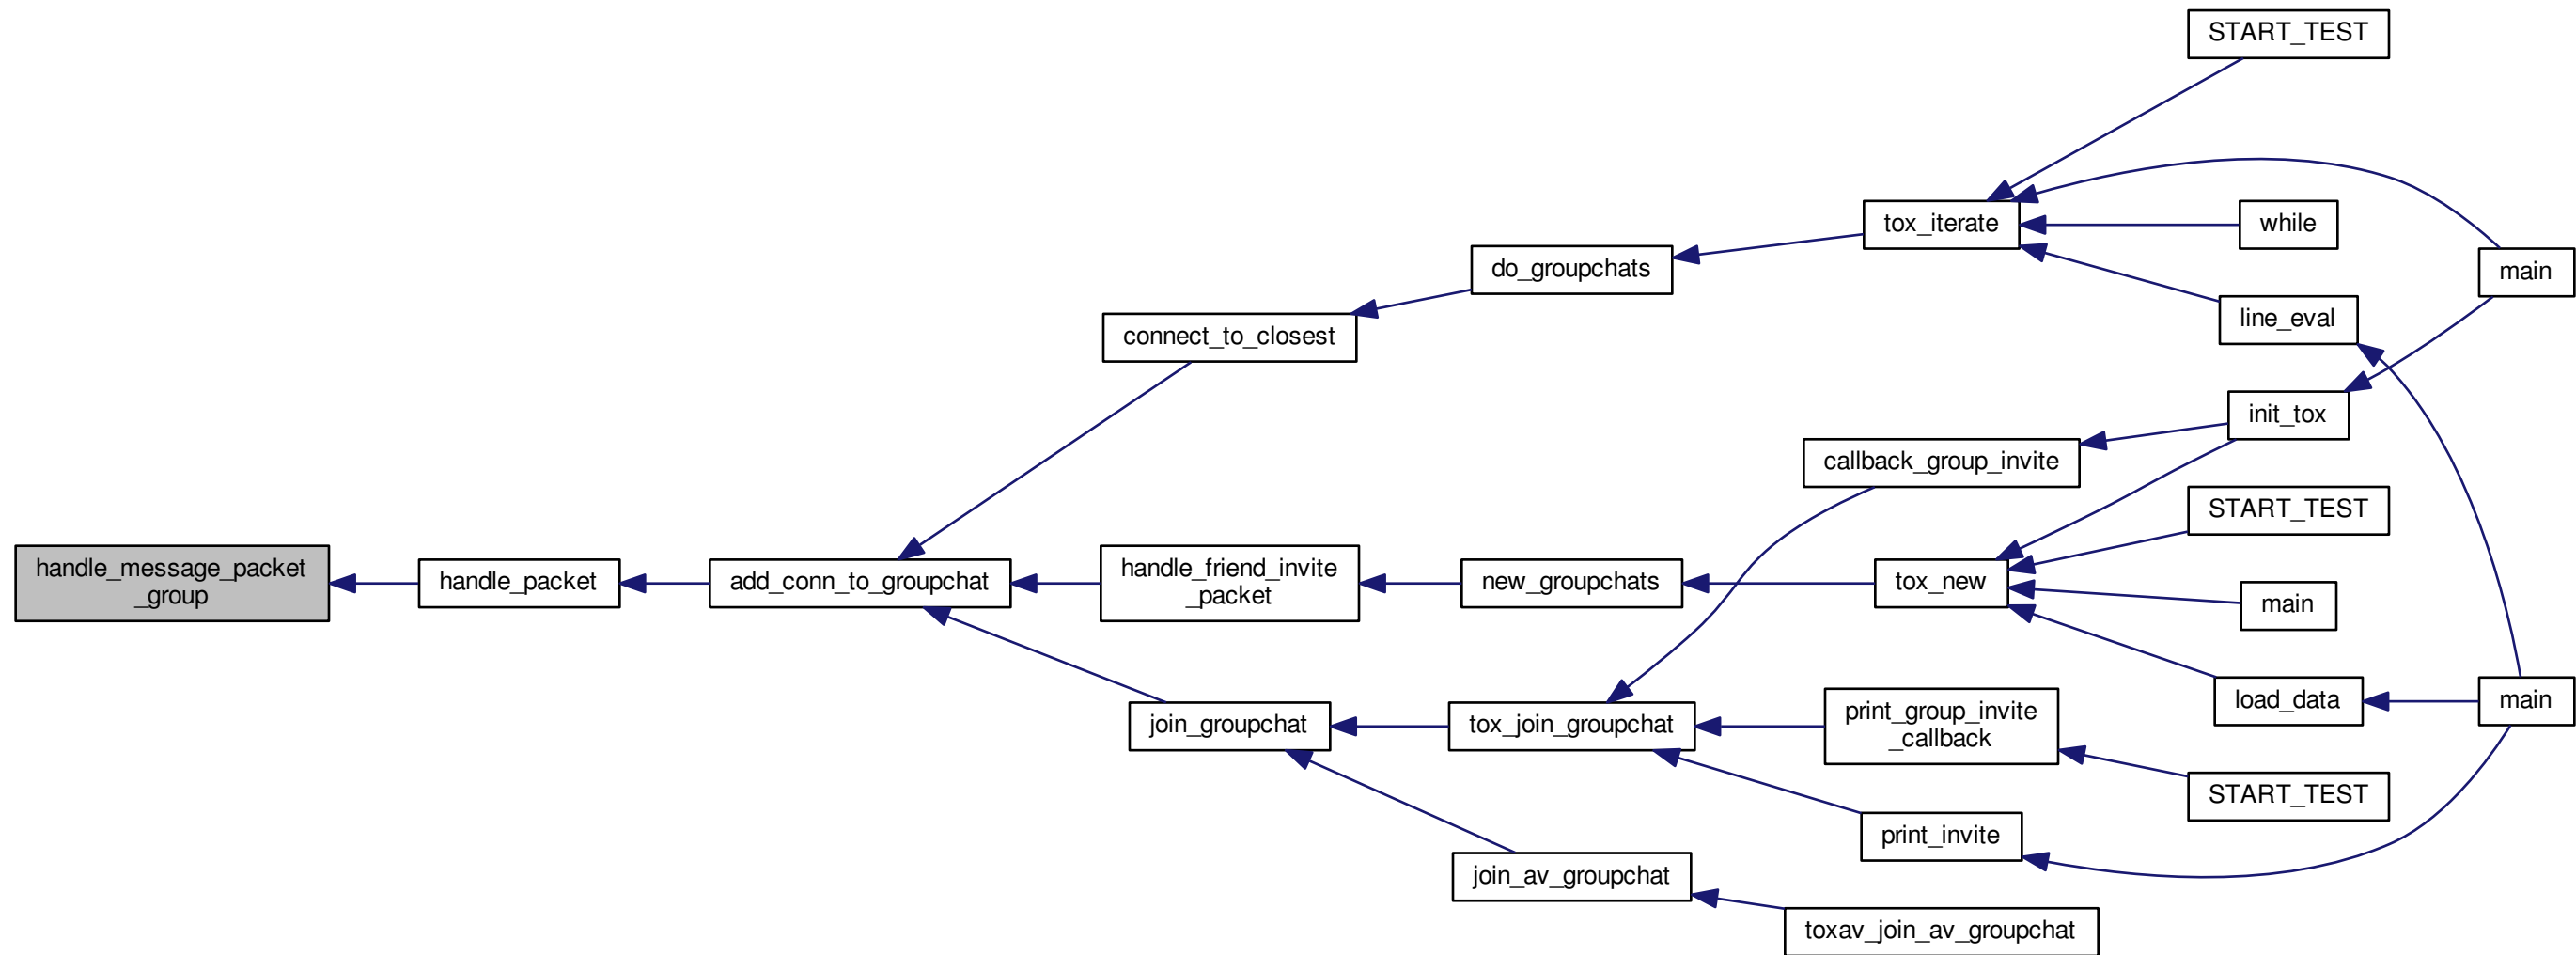 START_TEST
tox_iterate
while
do_groupchats
main
line_eval
connect_to_closest
init_tox
callback_group_invite
START_TEST
handle_message_packet
_group
handle_packet
add_conn_to_groupchat
handle_friend_invite
_packet
new_groupchats
tox_new
main
load_data
main
join_groupchat
tox_join_groupchat
print_group_invite
_callback
START_TEST
print_invite
join_av_groupchat
toxav_join_av_groupchat